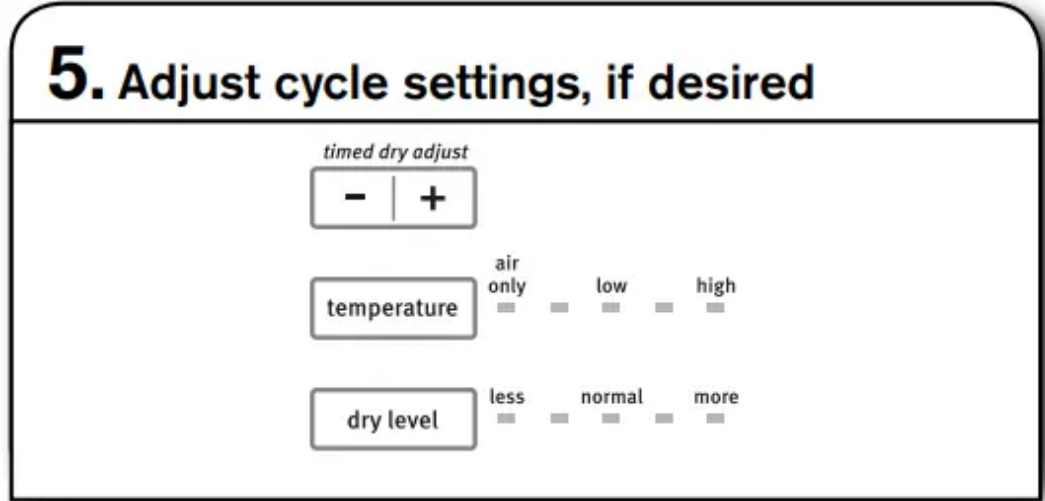 5. Adjust cycle settings, if desired
timed dry adjust
- | +
air
only low high
temperature
less normal more
dry level